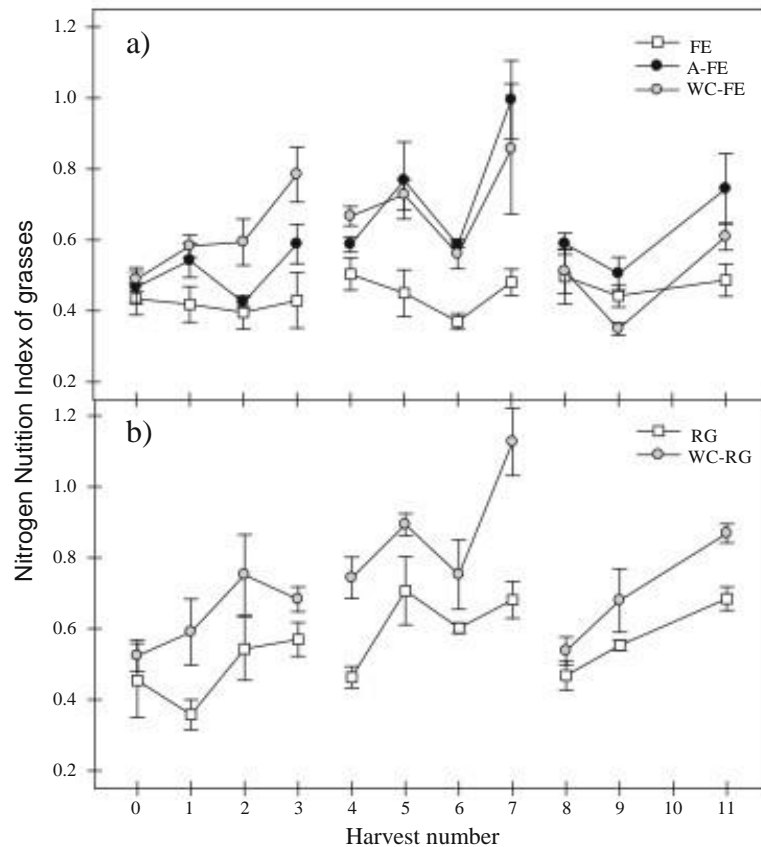 a)
FE
A-FE
WC-FE
1.2
1.0
0.8
0.6
0.4
0.2
b)
RG
WC-RG
1.2
1.0
0.8
0.6
0.4
0.2
Nitrogen Nutition Index of grasses
0 1 2 3 4 5 6 7 8 9 10 11
Harvest number